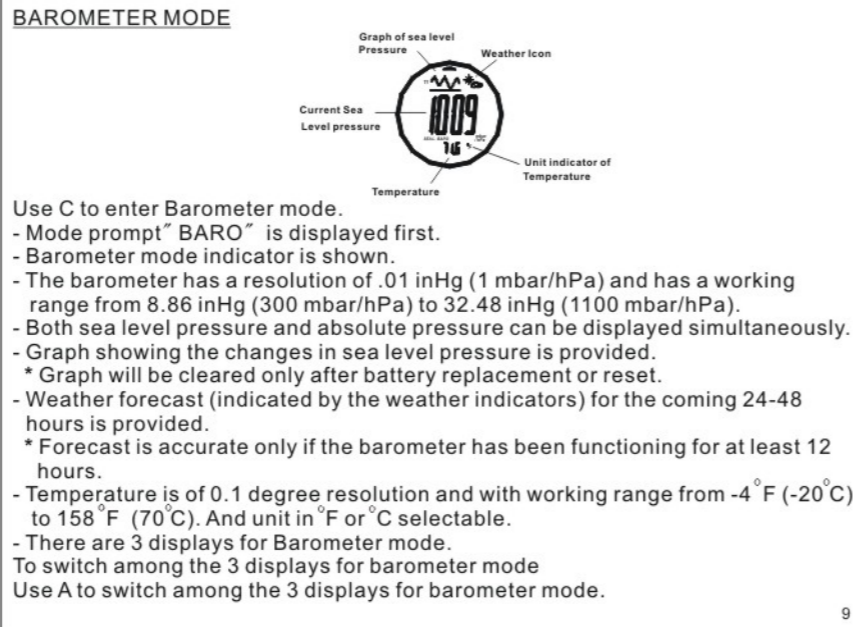 BAROMETER MODE
Graph of sea level
Pressure
Weather Icon
Current Sea
Level pressure
1009
16
Unit indicator of
Temperature
Temperature
Use C to enter Barometer mode.
- Mode prompt″ BARO″ is displayed first.
- Barometer mode indicator is shown.
- The barometer has a resolution of .01 inHg (1 mbar/hPa) and has a working
range from 8.86 inHg (300 mbar/hPa) to 32.48 inHg (1100 mbar/hPa).
- Both sea level pressure and absolute pressure can be displayed simultaneously.
- Graph showing the changes in sea level pressure is provided.
* Graph will be cleared only after battery replacement or reset.
- Weather forecast (indicated by the weather indicators) for the coming 24-48
hours is provided.
* Forecast is accurate only if the barometer has been functioning for at least 12
hours.
- Temperature is of 0.1 degree resolution and with working range from -4°F (-20°C)
to 158°F (70°C). And unit in°F or°C selectable.
- There are 3 displays for Barometer mode.
To switch among the 3 displays for barometer mode
Use A to switch among the 3 displays for barometer mode.
9